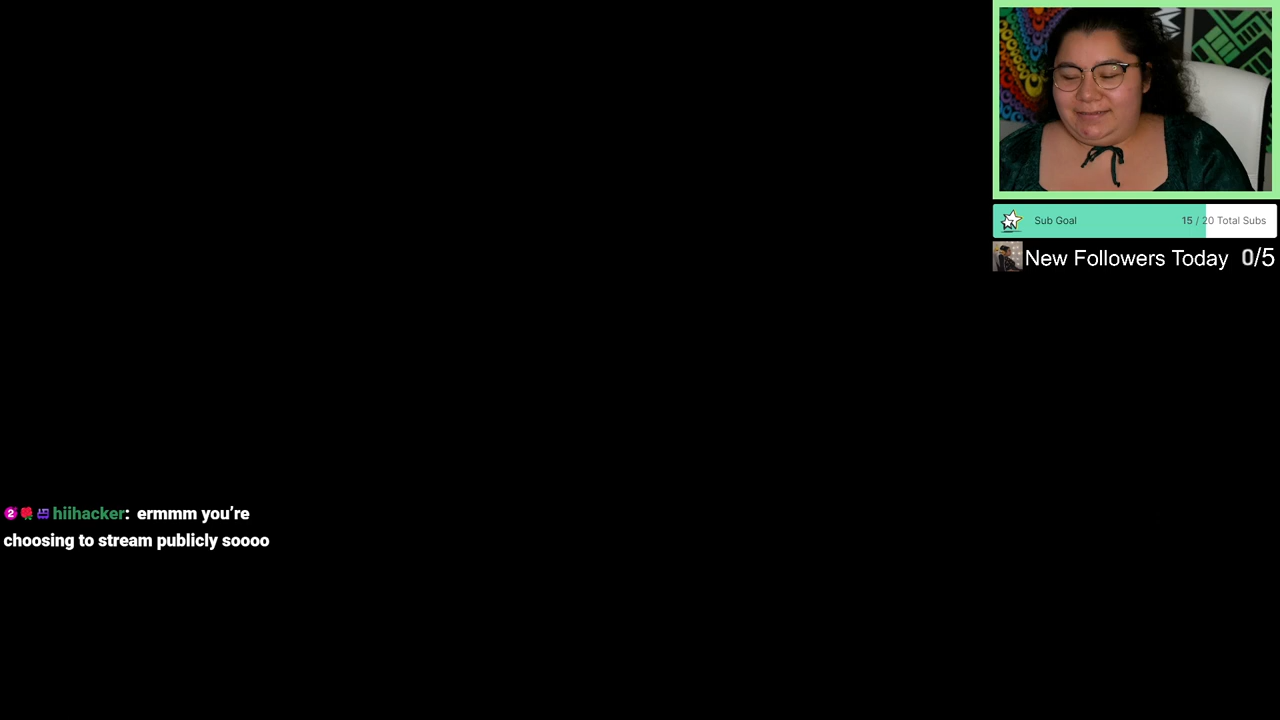 Sub Goal 15 / 20 Total Subs
New Followers Today 0/5
hiihacker: ermmm you’re
choosing to stream publicly soooo